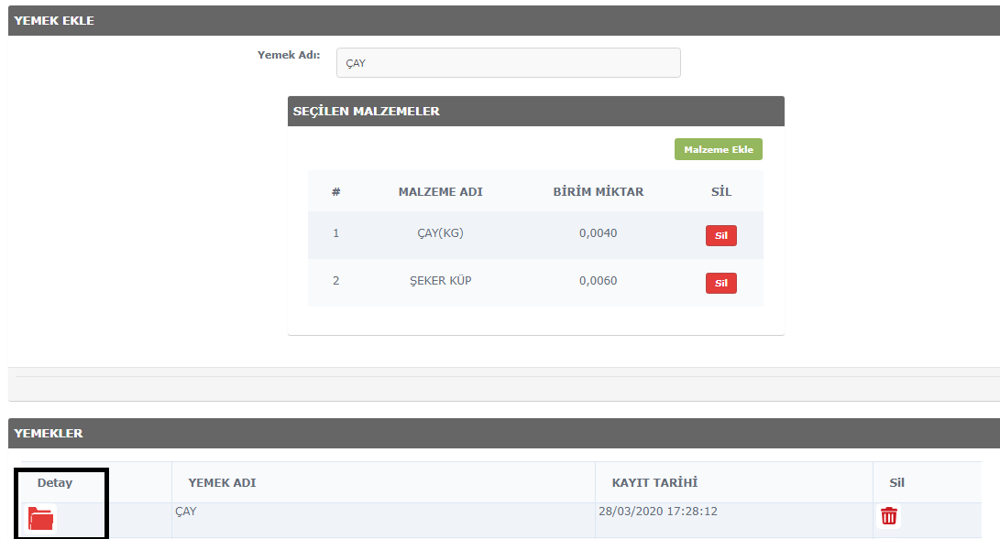 YEMEK EKLE
Yemek Adı:
ÇAY
SEÇİLEN MALZEMELER
Malzeme Ekle
# MALZEME ADI BİRİM MİKTAR SİL
1 ÇAY(KG) 0,0040 Sil
2 ŞEKER KÜP 0,0060 Sil
YEMEKLER
Detay YEMEK ADI KAYIT TARİHİ Sil
ÇAY 28/03/2020 17:28:12